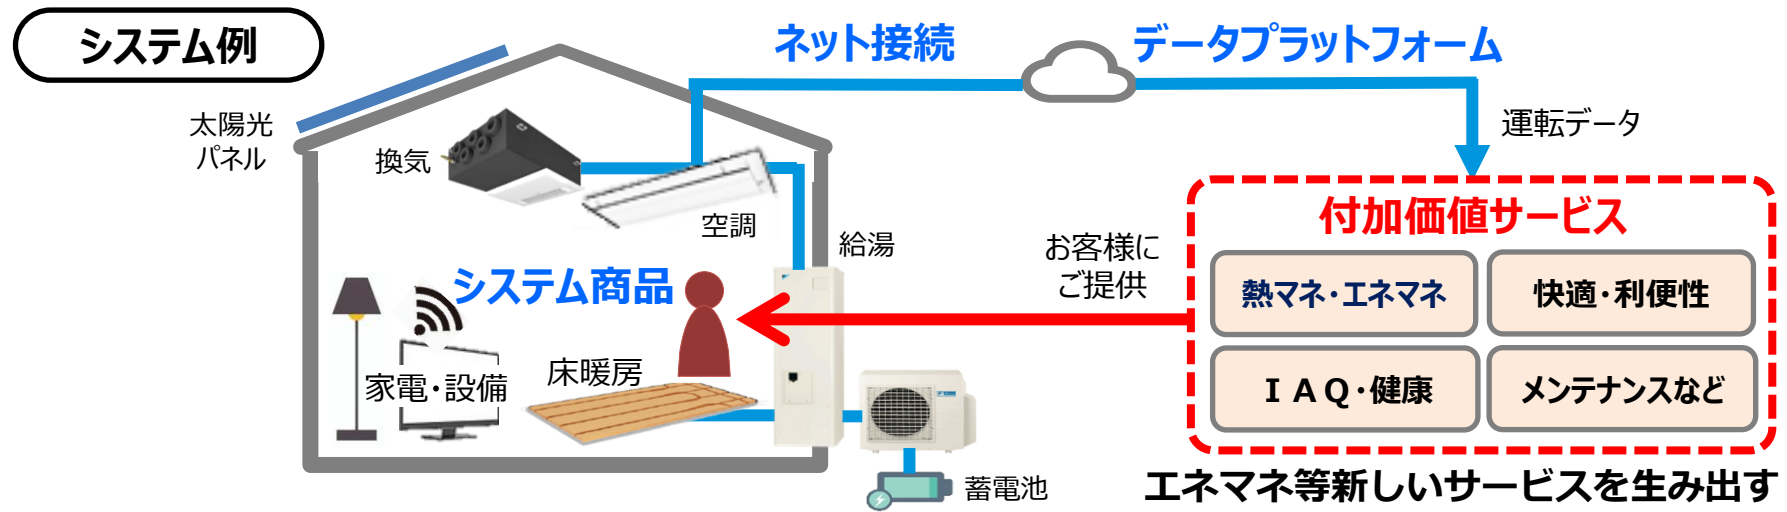 システム例
ネット接続
データプラットフォーム
太陽光
パネル
換気
運転データ
空調
給湯
付加価値サービス
お客様に
ご提供
システム商品
熱マネ・エネマネ
快適・利便性
家電・設備
床暖房
ＩＡＱ・健康
メンテナンスなど
蓄電池
エネマネ等新しいサービスを生み出す